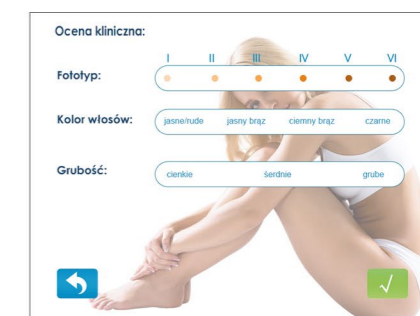 Ocena kliniczna:
I II III IV V VI
Fototyp:
Kolor włosów: jasne/rude jasny brąz ciemny brąz czarne
Grubość: cienkie serdnie grube